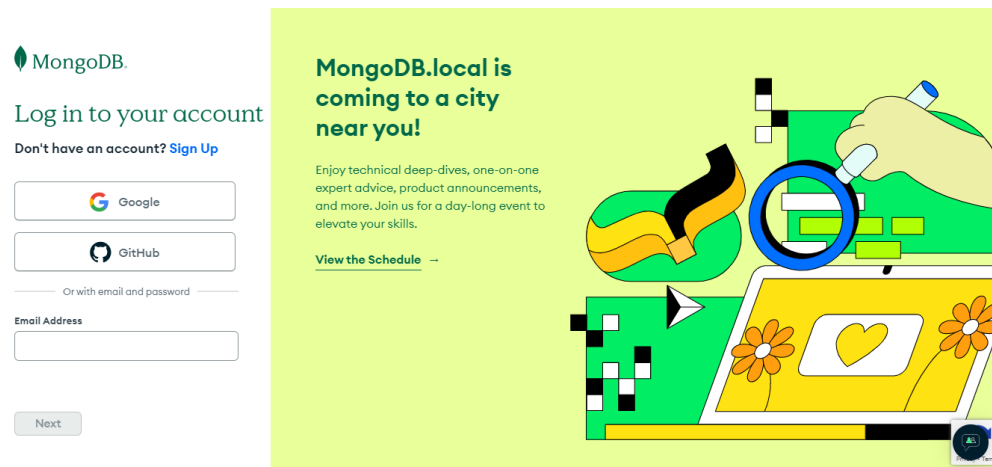 MongoDB.
Log in to your account
Don't have an account? Sign Up
Google
GitHub
Or with email and password
Email Address
Next
MongoDB.local is
coming to a city
near you!
Enjoy technical deep-dives, one-on-one
expert advice, product announcements,
and more. Join us for a day-long event to
elevate your skills.
View the Schedule →